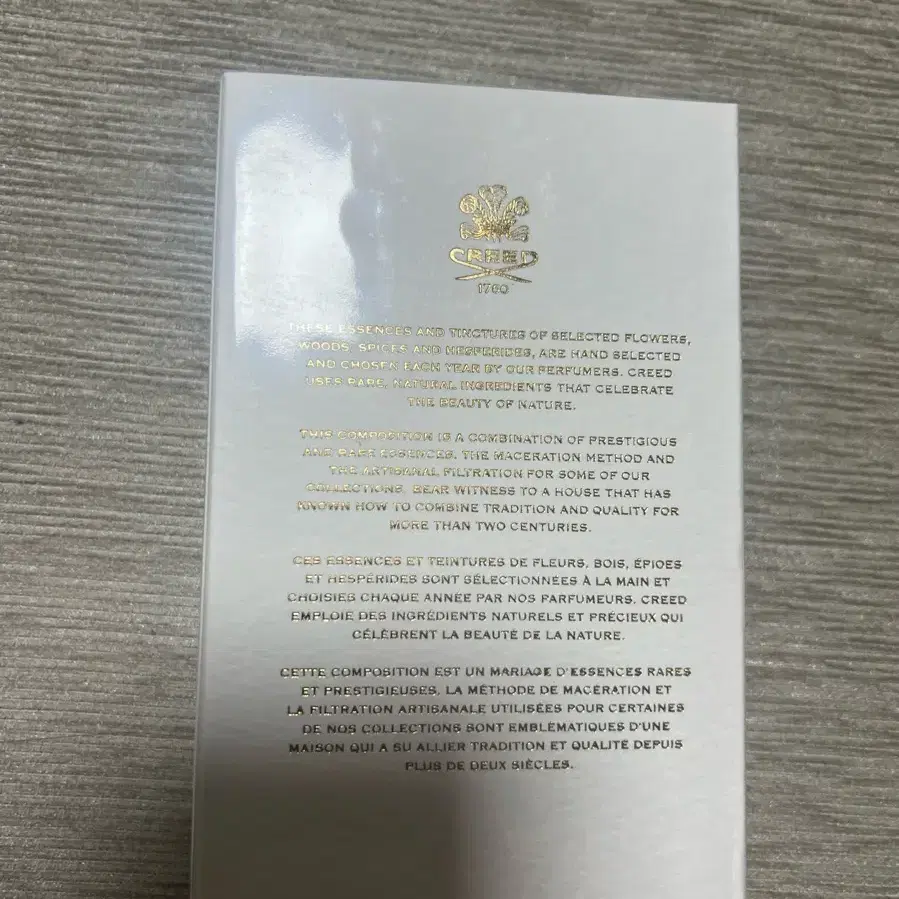 CREED
1760
THESE ESSENCES AND TINCTURES OF SELECTED FLOWERS,
WOODS, SPICES AND HESPERIDES, ARE HAND SELECTED
AND CHOSEN EACH YEAR BY OUR PERFUMERS. CREED
USES RARE, NATURAL INGREDIENTS THAT CELEBRATE
THE BEAUTY OF NATURE.
THIS COMPOSITION IS A COMBINATION OF PRESTIGIOUS
AND RARE ESSENCES. THE MACERATION METHOD AND
THE ARTISANAL FILTRATION FOR SOME OF OUR
COLLECTIONS, BEAR WITNESS TO A HOUSE THAT HAS
KNOWN HOW TO COMBINE TRADITION AND QUALITY FOR
MORE THAN TWO CENTURIES.
CES ESSENCES ET TEINTURES DE FLEURS, BOIS, ÉPICES
ET HESPÉRIDES SONT SÉLECTIONNÉES À LA MAIN ET
CHOISIES CHAQUE ANNÉE PAR NOS PARFUMEURS. CREED
EMPLOIE DES INGRÉDIENTS NATURELS ET PRÉCIEUX QUI
CÉLÈBRENT LA BEAUTÉ DE LA NATURE.
CETTE COMPOSITION EST UN MARIAGE D'ESSENCES RARES
ET PRESTIGIEUSES, LA MÉTHODE DE MACÉRATION ET
LA FILTRATION ARTISANALE UTILISÉES POUR CERTAINES
DE NOS COLLECTIONS SONT EMBLÉMATIQUES D'UNE
MAISON QUI A SU ALLIER TRADITION ET QUALITÉ DEPUIS
PLUS DE DEUX SIÈCLES.